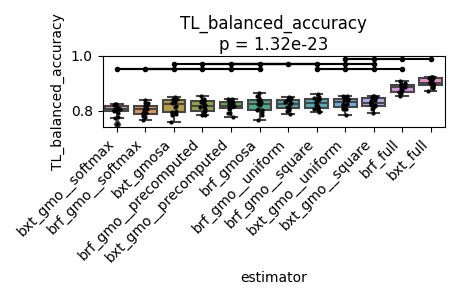 TL_balanced_accuracy
p = 1.32e-23
TL_balanced_accuracy
1.0
0.8
bxt_gmo__softmax
brf_gmo__softmax
bxt_gmosa
brf_gmo__precomputed
bxt_gmo__precomputed
brf_gmosa
brf_gmo__uniform
brf_gmo__square
bxt_gmo__uniform
bxt_gmo__square
brf_full
bxt_full
estimator